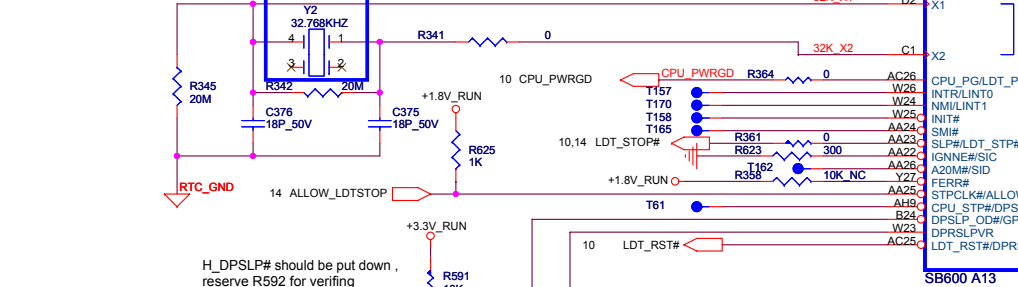 32K_X1
D2
X1
Y2
32.768KHZ
4
1
R341
0
32K_X2
C1
X2
3
2
R345
20M
R342
20M
10 CPU_PWRGD
CPU_PWRGD
R364
0
AC26
CPU_PG/LDT_P
T157
W26
INTR/LINT0
+1.8V_RUN
T170
W24
NMI/LINT1
C376
18P_50V
C375
18P_50V
T158
W25
INIT#
T165
AA24
SMI#
R625
1K
10,14 LDT_STOP#
R361
0
AA23
SLP#/LDT_STP#
R623
300
AA22
IGNNE#/SIC
T162
AA26
A20M#/SID
+1.8V_RUN
R358
10K_NC
Y27
FERR#
RTC_GND
14 ALLOW_LDTSTOP
AA25
STPCLK#/ALLOW
T61
AH9
CPU_STP#/DPS
B24
DPSLP_OD#/GP
+3.3V_RUN
W23
DPRSLPVR
10 LDT_RST#
AC25
LDT_RST#/DPR
H_DPSLP# should be put down ,
reserve R592 for verifing
R591
SB600 A13